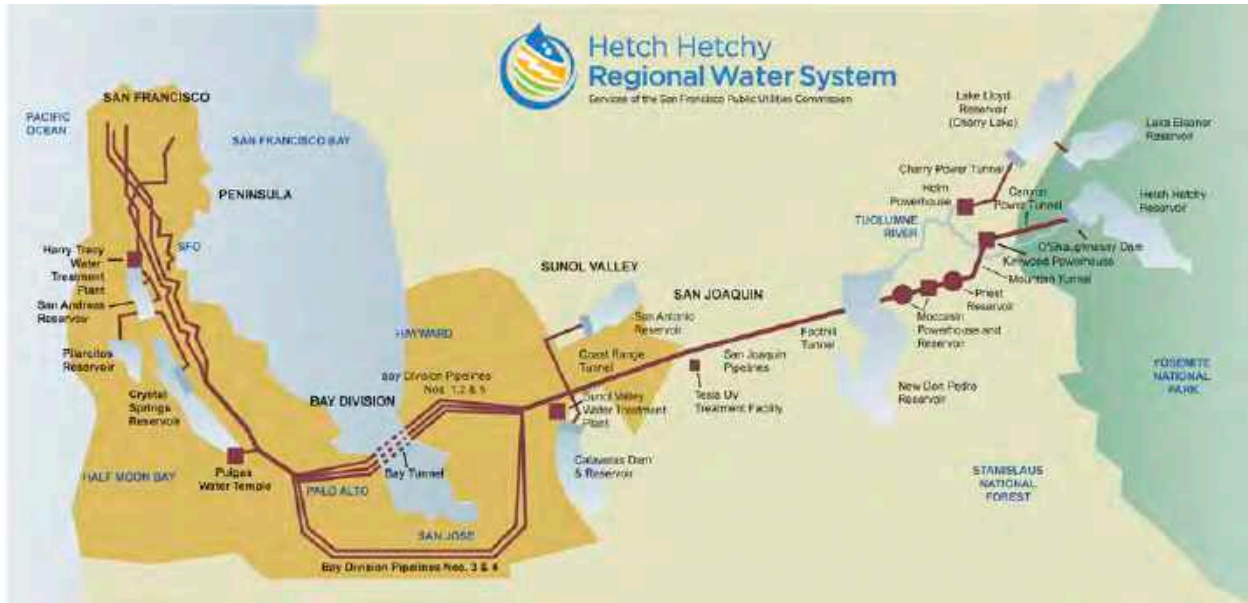 Hetch Hetchy
Regional Water System
Services of the San Francisco Public Utilities Commission
SAN FRANCISCO
PACIFIC
OCEAN
SAN FRANCISCO BAY
PENINSULA
SFO
Harry Tracy
Water
Treatment
Plant
San Andreas
Reservoir
Pilarcitos
Reservoir
Crystal
Springs
Reservoir
HALF MOON BAY
Pulgas
Water Temple
PALO ALTO
BAY DIVISION
Bay Division Pipelines
Nos. 1,2 & 5
Bay Tunnel
SAN JOSE
Bay Division Pipelines Nos. 3 & 4
HAYWARD
SUNOL VALLEY
San Antonio
Reservoir
Coast Range
Tunnel
Sunol Valley
Water Treatment
Plant
Calaveras Dam
& Reservoir
SAN JOAQUIN
San Joaquin
Pipelines
Tesla UV
Treatment Facility
Foothill
Tunnel
New Don Pedro
Reservoir
Moccasin
Powerhouse and
Reservoir
Priest
Reservoir
Mountain Tunnel
Kirkwood Powerhouse
O'Shaughnessy Dam
TUOLUMNE
RIVER
Holm
Powerhouse
Cherry Power Tunnel
Canyon
Power Tunnel
Lake Lloyd
Reservoir
(Cherry Lake)
Lake Eleanor
Reservoir
Hetch Hetchy
Reservoir
YOSEMITE
NATIONAL
PARK
STANISLAUS
NATIONAL
FOREST